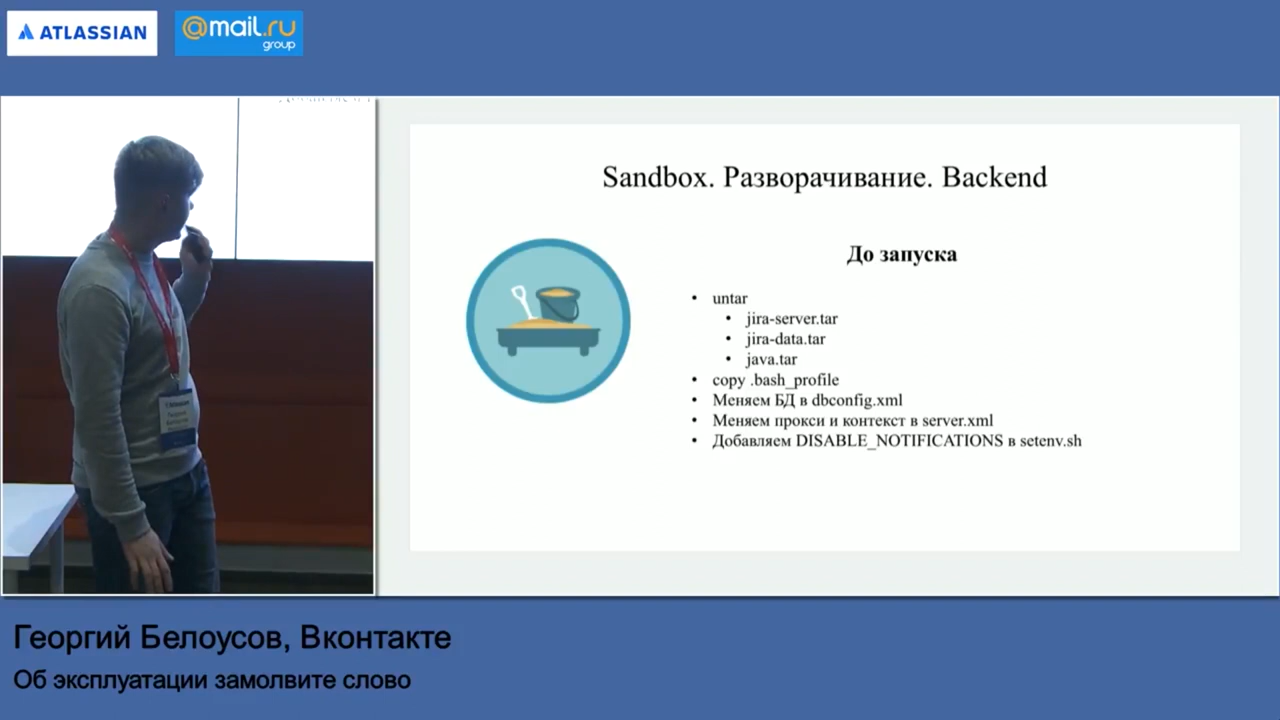 ATLASSIAN
@mail.ru
group
Sandbox. Разворачивание. Backend
До запуска
• untar
• jira-server.tar
• jira-data.tar
• java.tar
• copy .bash_profile
• Меняем БД в dbconfig.xml
• Меняем прокси и контекст в server.xml
• Добавляем DISABLE_NOTIFICATIONS в setenv.sh
Георгий Белоусов, Вконтакте
Об эксплуатации замолвите слово